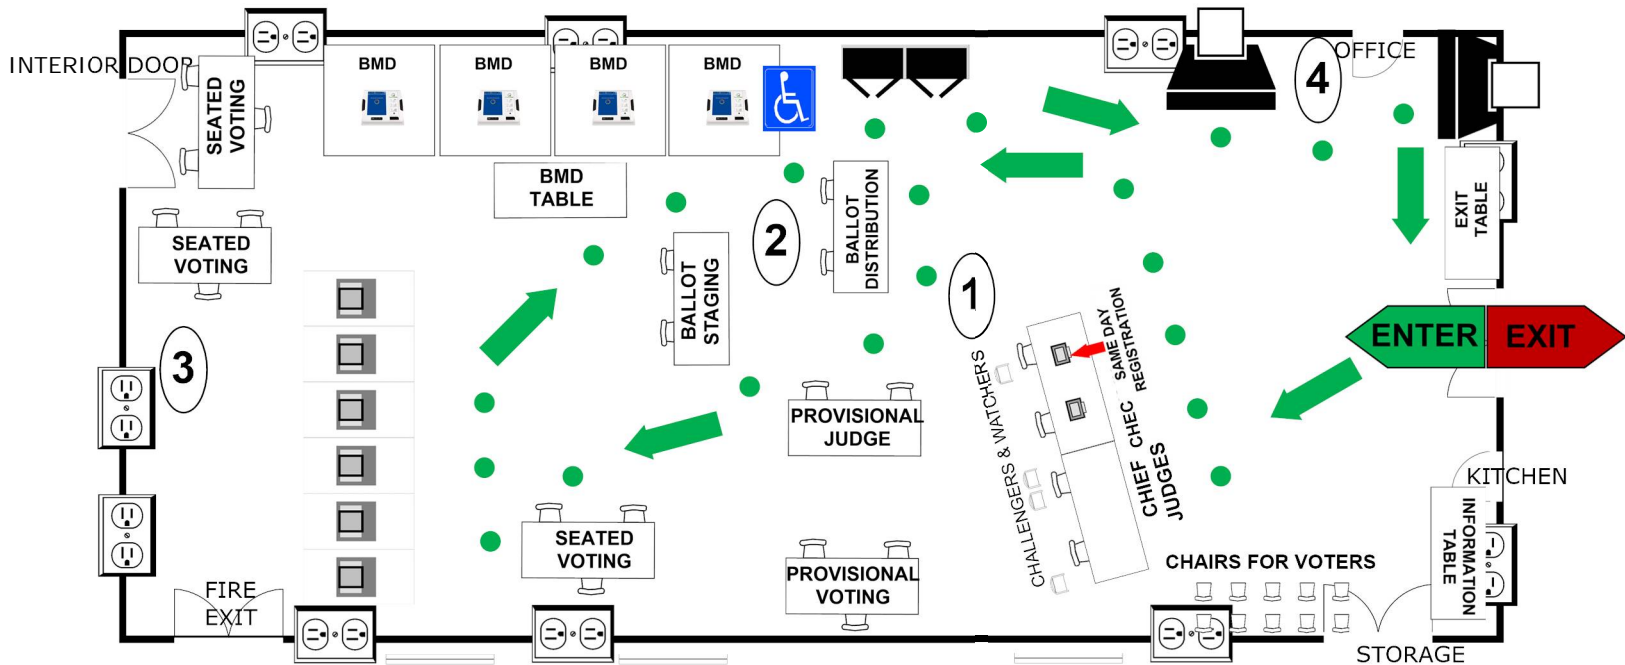 INTERIOR DOOR
SEATED
VOTING
BMD
BMD
BMD
BMD
OFFICE
4
BMD
TABLE
BALLOT
DISTRIBUTION
EXIT
TABLE
SEATED
VOTING
2
BALLOT
STAGING
1
ENTER
EXIT
SAME DAY
REGISTRATION
3
CHALLENGERS & WATCHERS
PROVISIONAL
JUDGE
CHEC
CHIEF
JUDGES
KITCHEN
INFORMATION
TABLE
SEATED
VOTING
PROVISIONAL
VOTING
CHAIRS FOR VOTERS
FIRE
EXIT
STORAGE